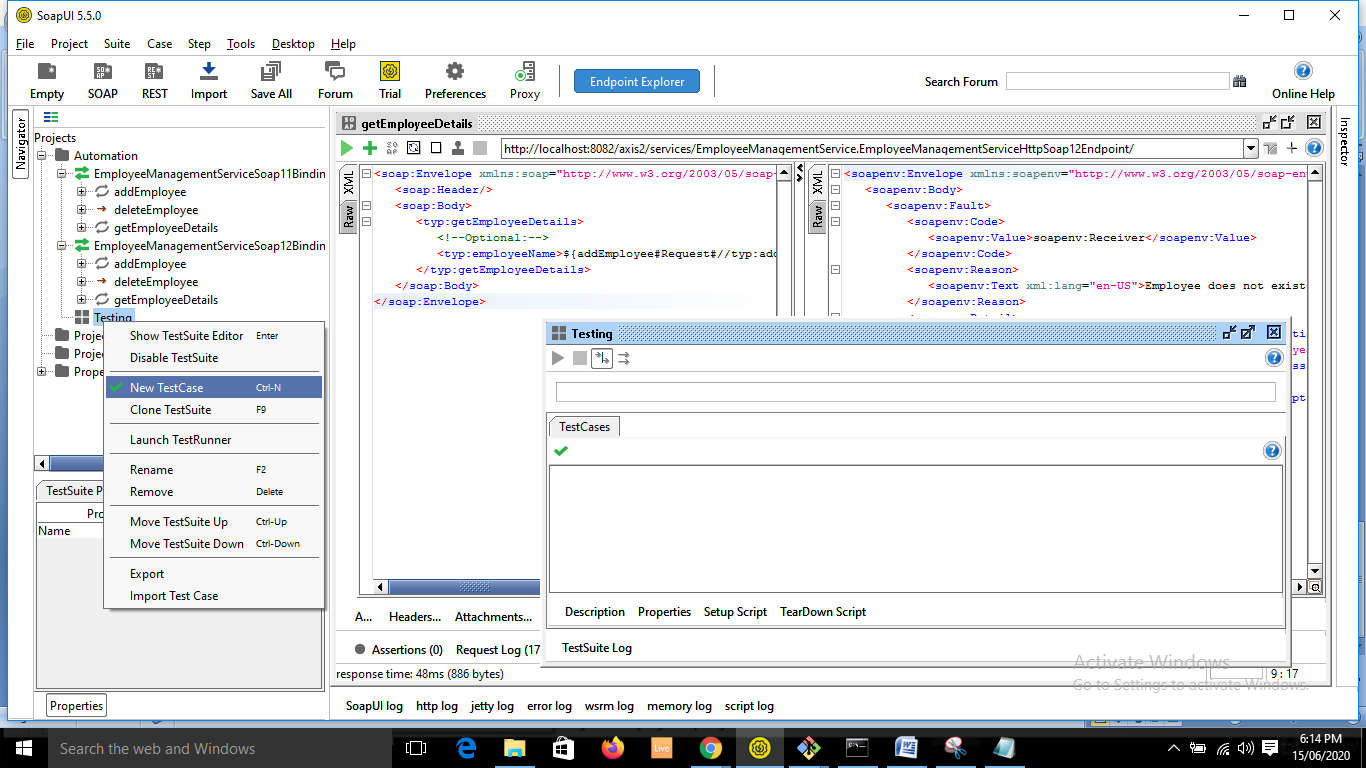 SoapUI 5.5.0
File Project Suite Case Step Tools Desktop Help
Empty SOAP REST Import Save All Forum Trial Preferences Proxy Endpoint Explorer Search Forum Online Help
Navigator
Inspector
Projects
Automation
EmployeeManagementServiceSoap11Bindin
addEmployee
deleteEmployee
getEmployeeDetails
EmployeeManagementServiceSoap12Bindin
addEmployee
deleteEmployee
getEmployeeDetails
Testing
Proje
Proje
Prope
Show TestSuite Editor Enter
Disable TestSuite
New TestCase Ctrl-N
Clone TestSuite F9
Launch TestRunner
Rename F2
Remove Delete
Move TestSuite Up Ctrl-Up
Move TestSuite Down Ctrl-Down
Export
Import Test Case
TestSuite P
Pro
Name
Properties
getEmployeeDetails
http://localhost:8082/axis2/services/EmployeeManagementService.EmployeeManagementServiceHttpSoap12Endpoint/
XML
Raw
<soap:Envelope xmlns:soap="http://www.w3.org/2003/05/soap-
<soap:Header/>
<soap:Body>
<typ:getEmployeeDetails>
<!--Optional:-->
<typ:employeeName>${addEmployee#Request#//typ:add
</typ:getEmployeeDetails>
</soap:Body>
</soap:Envelope>
XML
Raw
<soapenv:Envelope xmlns:soapenv="http://www.w3.org/2003/05/soap-en
<soapenv:Body>
<soapenv:Fault>
<soapenv:Code>
<soapenv:Value>soapenv:Receiver</soapenv:Value>
</soapenv:Code>
<soapenv:Reason>
<soapenv:Text xml:lang="en-US">Employee does not exist
</soapenv:Reason>
Testing
TestCases
Description Properties Setup Script TearDown Script
TestSuite Log
A... Headers... Attachments...
Assertions (0) Request Log (17
response time: 48ms (886 bytes)
9:17
Activate Windows
Go to Settings to activate Windows.
SoapUI log http log jetty log error log wsrm log memory log script log
Search the web and Windows
Live
6:14 PM
15/06/2020